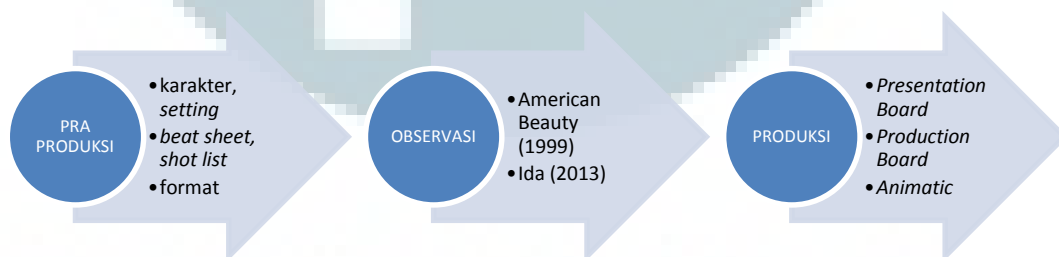 PRA
PRODUKSI
•karakter,
setting
•beat sheet,
shot list
•format
OBSERVASI
•American
Beauty
(1999)
•Ida (2013)
PRODUKSI
•Presentation
Board
•Production
Board
•Animatic